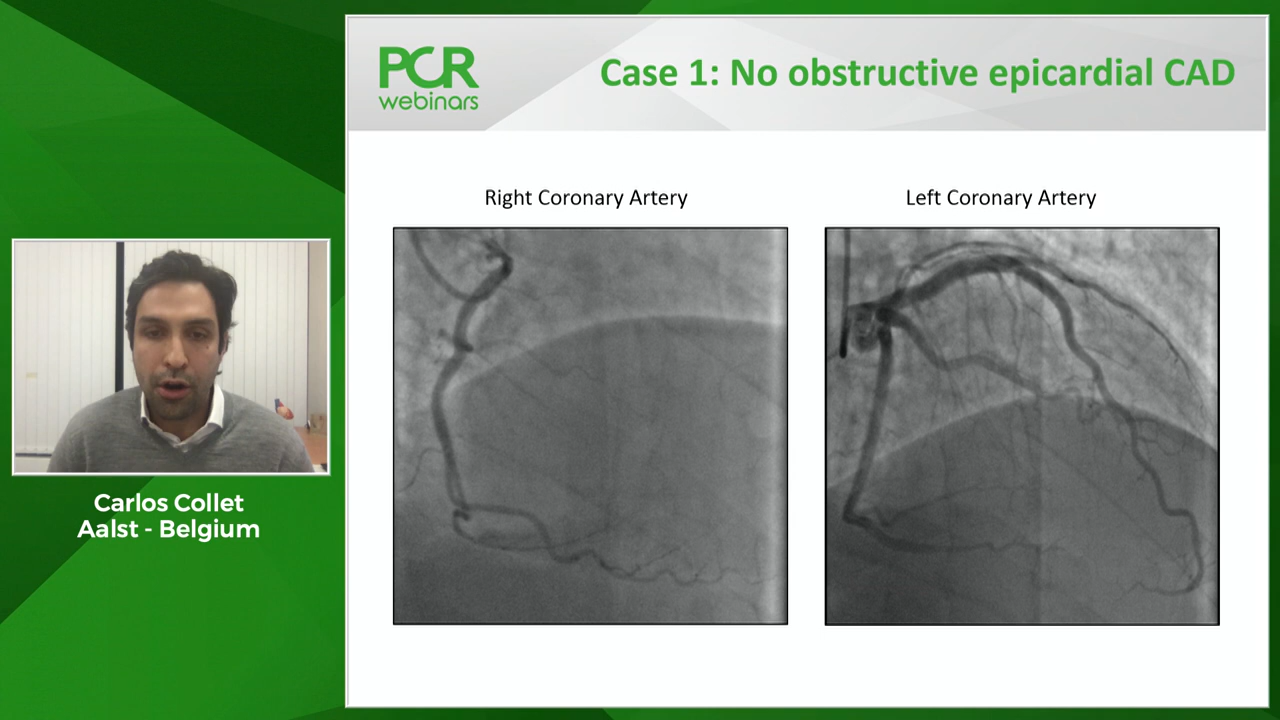 PCR
webinars
Case 1: No obstructive epicardial CAD
Right Coronary Artery
Left Coronary Artery
Carlos Collet
Aalst - Belgium